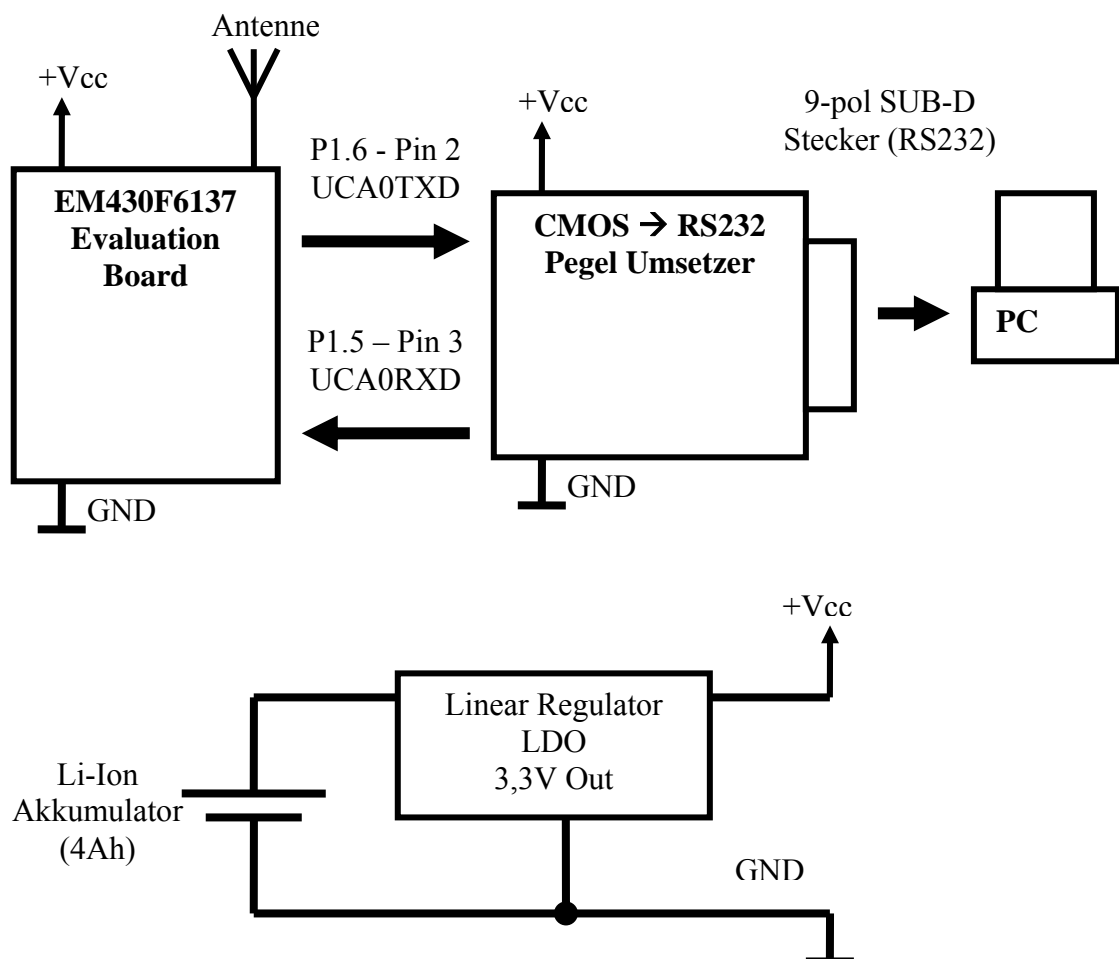 Antenne
+Vcc
EM430F6137
Evaluation
Board
GND
P1.6 - Pin 2
UCA0TXD
P1.5 – Pin 3
UCA0RXD
+Vcc
CMOS → RS232
Pegel Umsetzer
GND
9-pol SUB-D
Stecker (RS232)
PC
+Vcc
Linear Regulator
LDO
3,3V Out
Li-Ion
Akkumulator
(4Ah)
GND